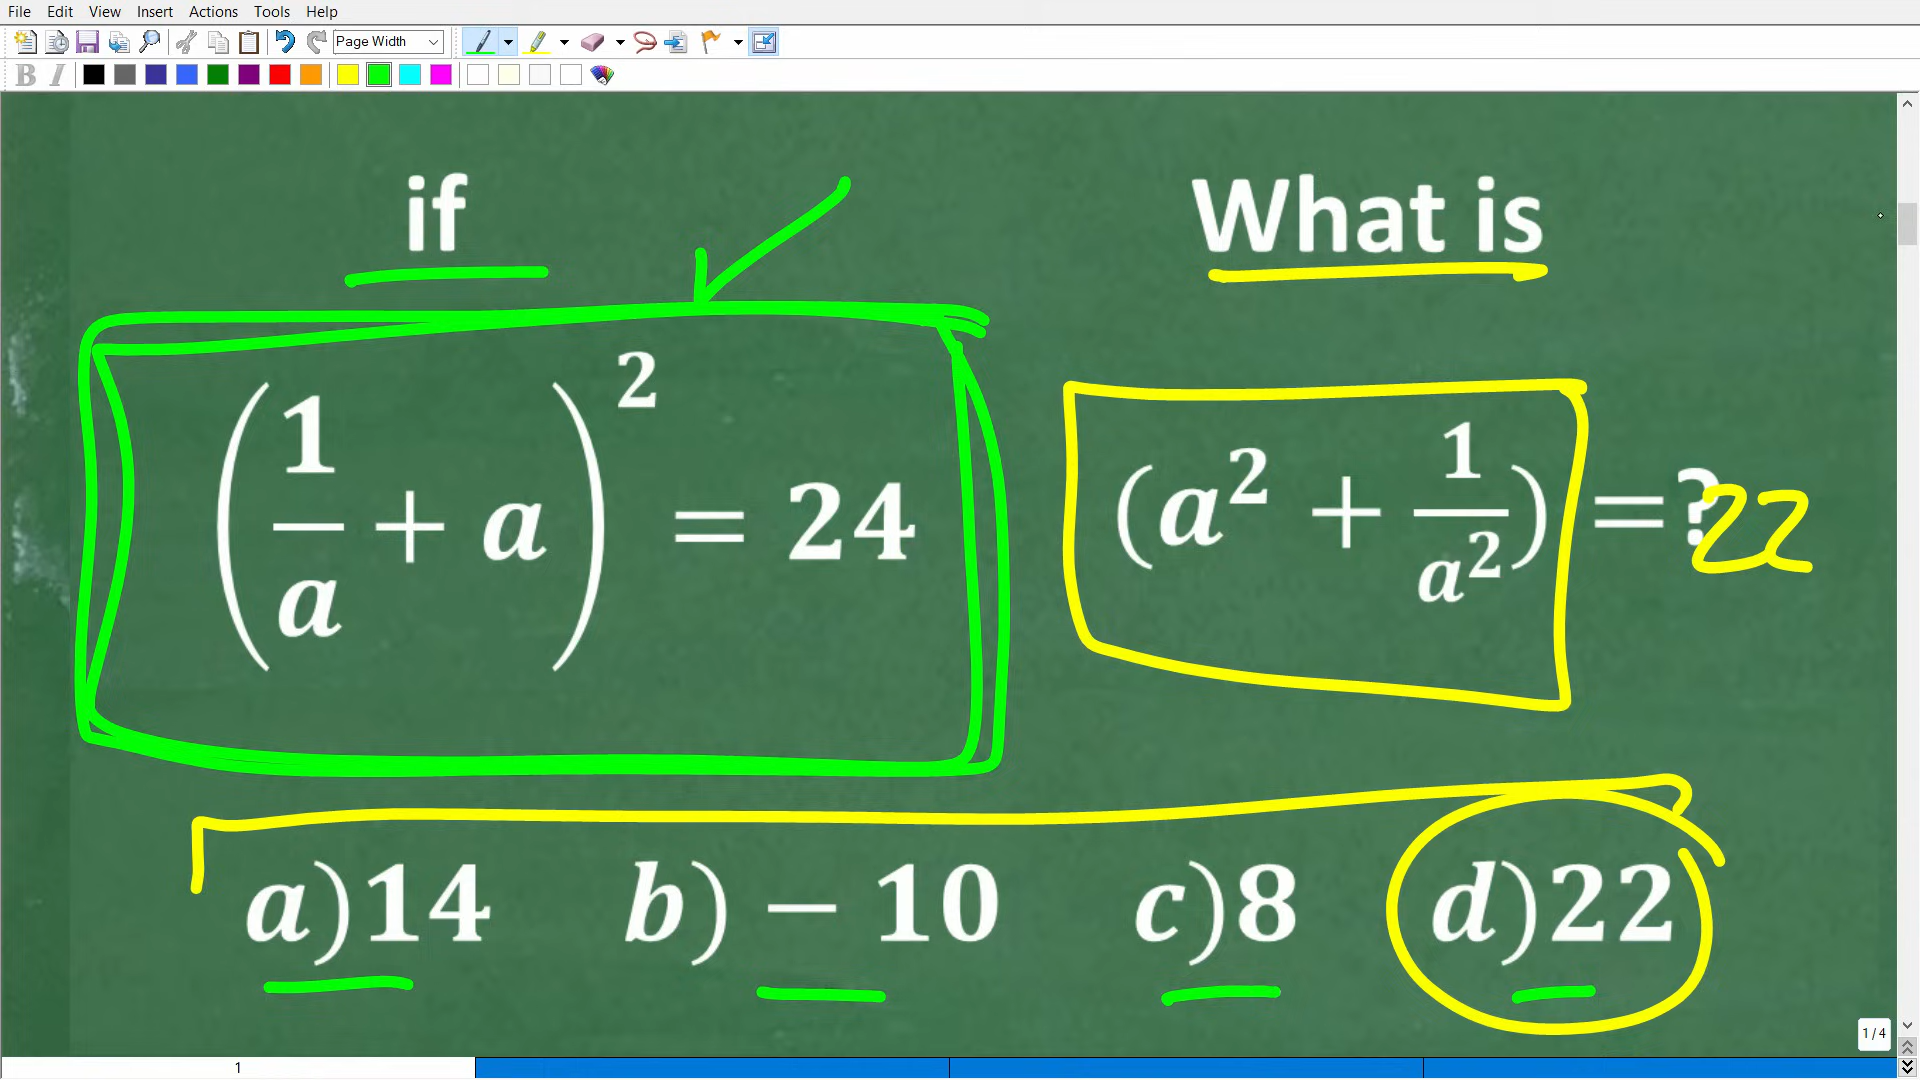 File Edit View Insert Actions Tools Help
Page Width
B I
if
What is
(1/a + a)² = 24
(a² + 1/a²) = ? 22
a) 14 b) − 10 c) 8 d) 22
1 / 4
1